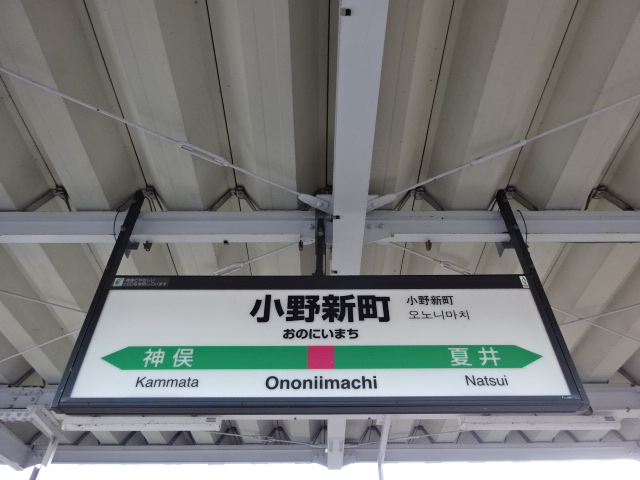 小野新町
おのにいまち
小野新町
오노니마치
神俣
夏井
Kammata
Ononiimachi
Natsui